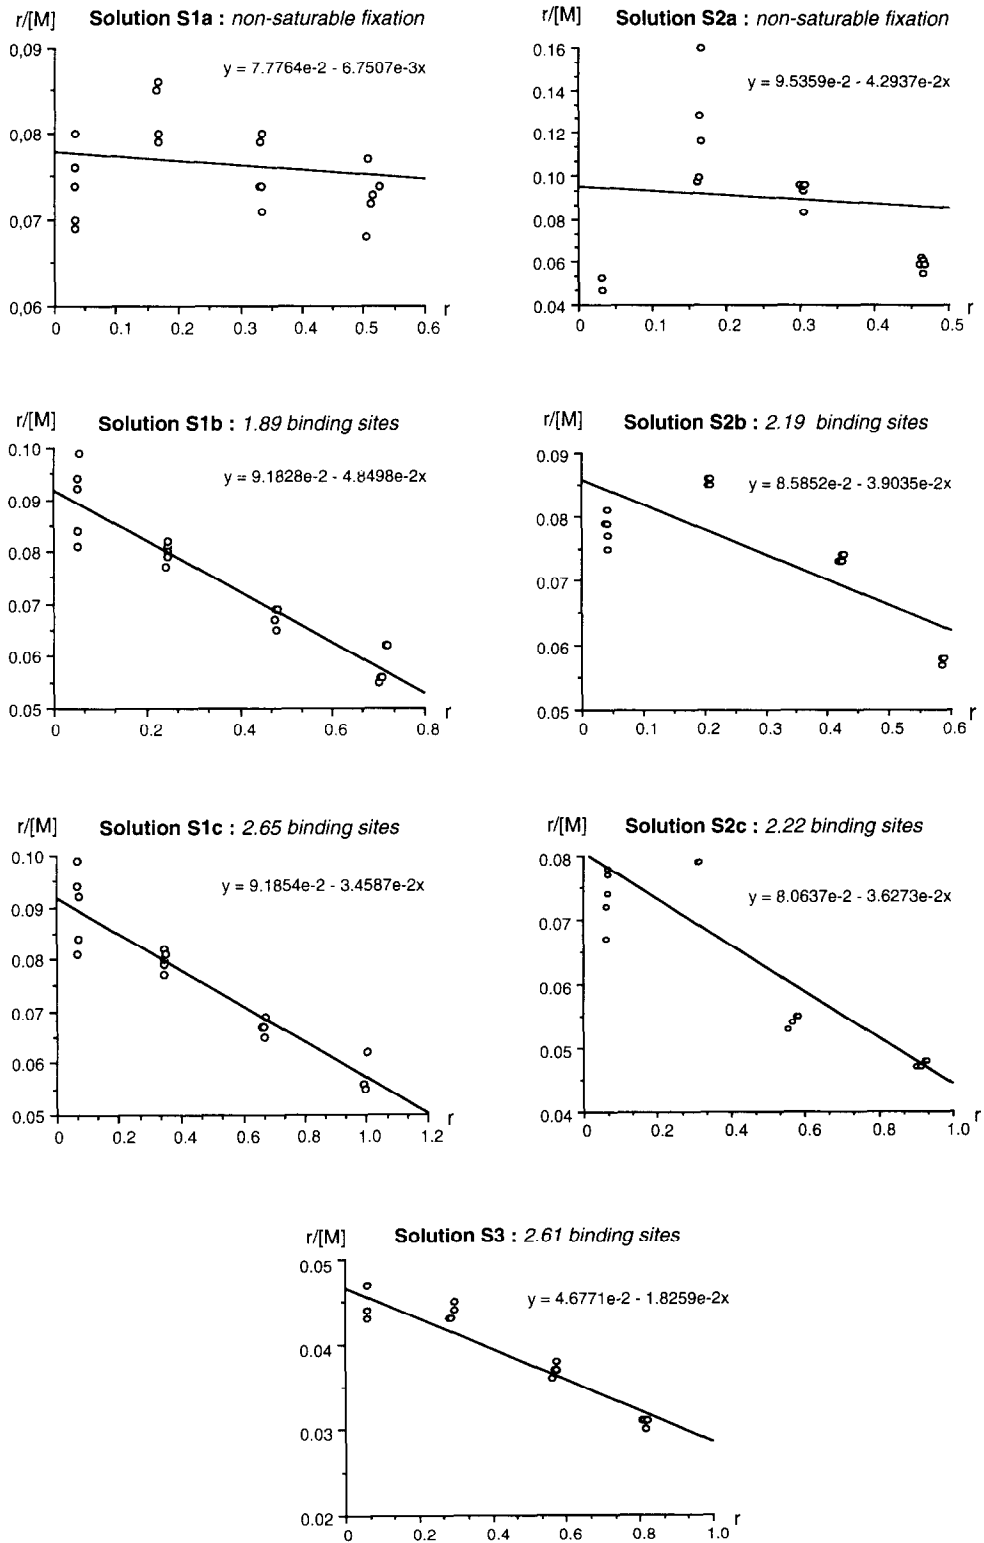 r/[M] Solution S1a : non-saturable fixation
y = 7.7764e-2 - 6.7507e-3x
0,09
0,08
0,07
0,06
0 0.1 0.2 0.3 0.4 0.5 0.6 r
r/[M] Solution S2a : non-saturable fixation
y = 9.5359e-2 - 4.2937e-2x
0.16
0.14
0.12
0.10
0.08
0.06
0.04
0 0.1 0.2 0.3 0.4 0.5 r
r/[M] Solution S1b : 1.89 binding sites
y = 9.1828e-2 - 4.8498e-2x
0.10
0.09
0.08
0.07
0.06
0.05
0 0.2 0.4 0.6 0.8 r
r/[M] Solution S2b : 2.19 binding sites
y = 8.5852e-2 - 3.9035e-2x
0.09
0.08
0.07
0.06
0.05
0 0.1 0.2 0.3 0.4 0.5 0.6 r
r/[M] Solution S1c : 2.65 binding sites
y = 9.1854e-2 - 3.4587e-2x
0.10
0.09
0.08
0.07
0.06
0.05
0 0.2 0.4 0.6 0.8 1.0 1.2 r
r/[M] Solution S2c : 2.22 binding sites
y = 8.0637e-2 - 3.6273e-2x
0.08
0.07
0.06
0.05
0.04
0 0.2 0.4 0.6 0.8 1.0 r
r/[M] Solution S3 : 2.61 binding sites
y = 4.6771e-2 - 1.8259e-2x
0.05
0.04
0.03
0.02
0 0.2 0.4 0.6 0.8 1.0 r